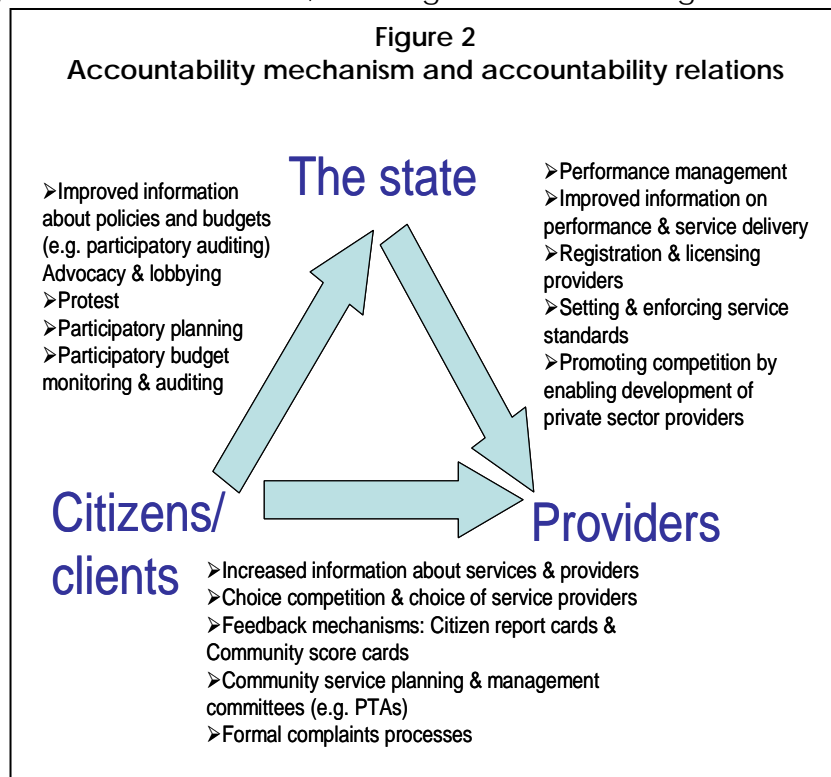 Figure 2
Accountability mechanism and accountability relations
The state
➢Improved information
about policies and budgets
(e.g. participatory auditing)
Advocacy & lobbying
➢Protest
➢Participatory planning
➢Participatory budget
monitoring & auditing
➢Performance management
➢Improved information on
performance & service delivery
➢Registration & licensing
providers
➢Setting & enforcing service
standards
➢Promoting competition by
enabling development of
private sector providers
Citizens/
clients
Providers
➢Increased information about services & providers
➢Choice competition & choice of service providers
➢Feedback mechanisms: Citizen report cards &
Community score cards
➢Community service planning & management
committees (e.g. PTAs)
➢Formal complaints processes